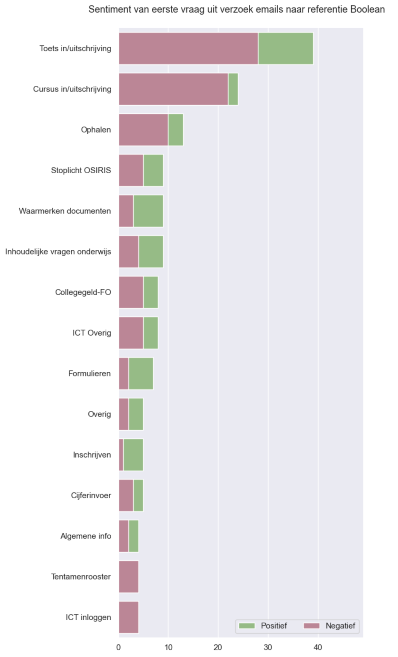 Sentiment van eerste vraag uit verzoek emails naar referentie Boolean
Toets in/uitschrijving
Cursus in/uitschrijving
Ophalen
Stoplicht OSIRIS
Waarmerken documenten
Inhoudelijke vragen onderwijs
Collegegeld-FO
ICT Overig
Formulieren
Overig
Inschrijven
Cijferinvoer
Algemene info
Tentamenrooster
ICT inloggen
Positief Negatief
0 10 20 30 40